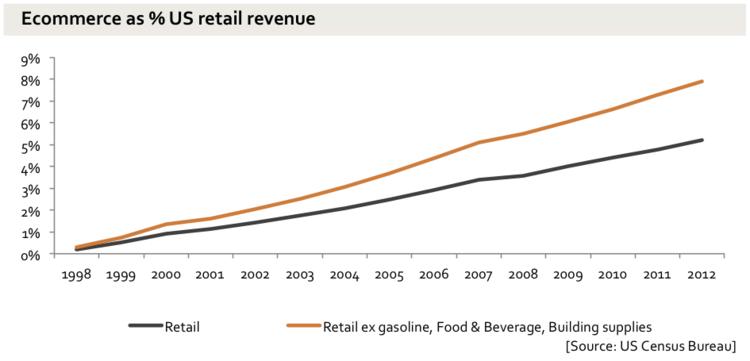 Ecommerce as % US retail revenue
9%
8%
7%
6%
5%
4%
3%
2%
1%
0%
1998 1999 2000 2001 2002 2003 2004 2005 2006 2007 2008 2009 2010 2011 2012
Retail Retail ex gasoline, Food & Beverage, Building supplies
[Source: US Census Bureau]